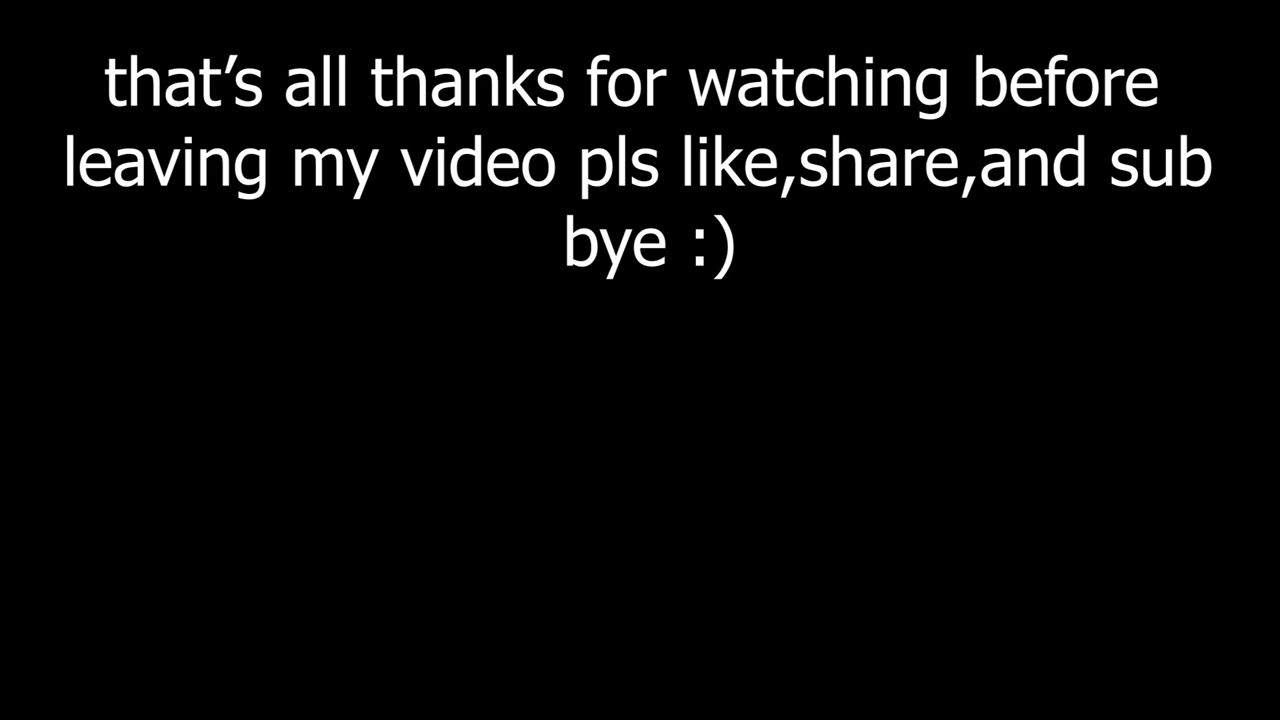 that’s all thanks for watching before
leaving my video pls like,share,and sub
bye :)